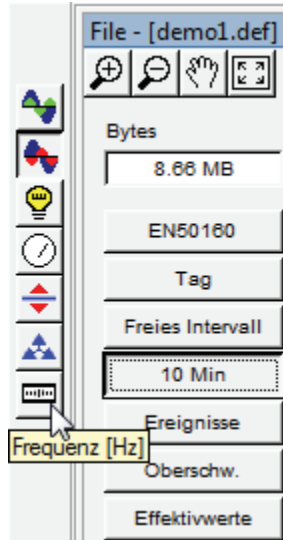 File - [demo1.def]
Bytes
8.66 MB
EN50160
Tag
Freies Intervall
10 Min
Ereignisse
Frequenz [Hz]
Oberschw.
Effektivwerte